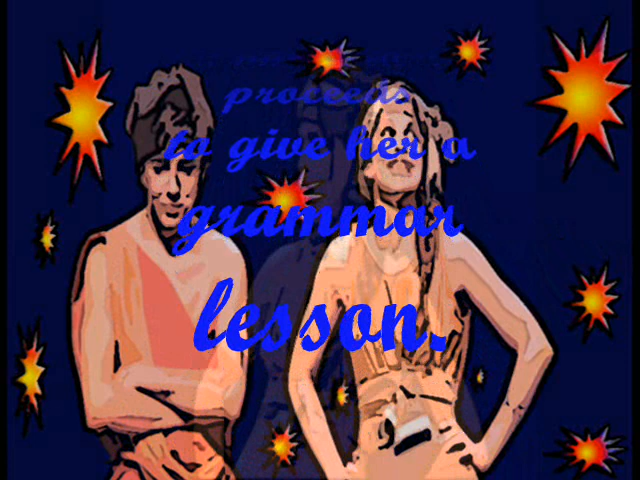 proceeds
to give her a
grammar
lesson.